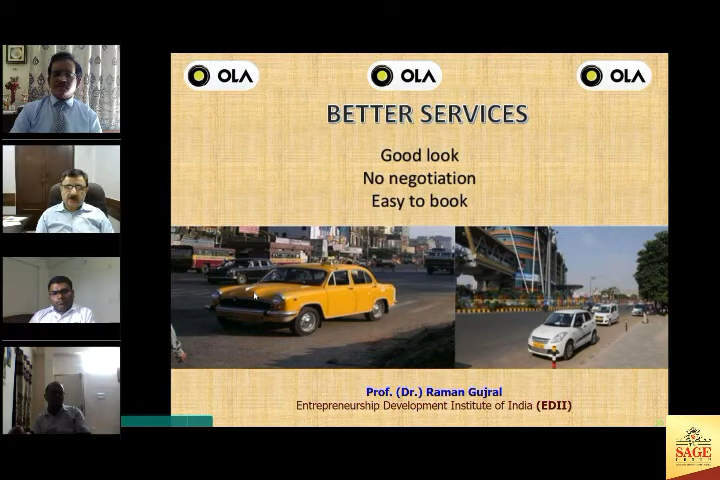 OLA
OLA
OLA
BETTER SERVICES
Good look
No negotiation
Easy to book
Prof. (Dr.) Raman Gujral
Entrepreneurship Development Institute of India (EDII)
SAGE